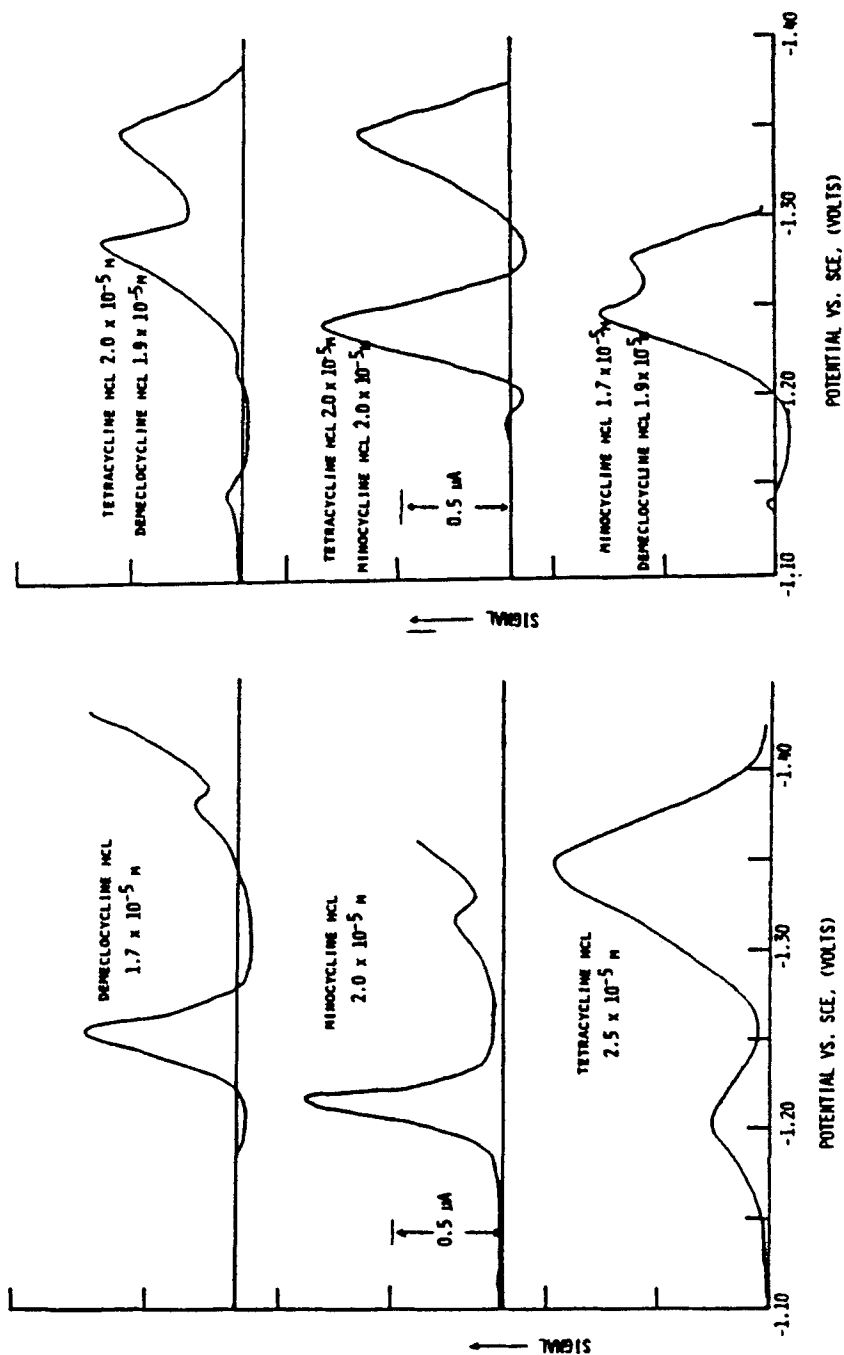 DEMECLOCYCLINE HCL
1.7 x 10-5 M
MINOCYCLINE HCL
2.0 x 10-5 M
0.5 µA
TETRACYCLINE HCL
2.5 x 10-5 M
SIGNAL
-1.10
-1.20
-1.30
-1.40
POTENTIAL VS. SCE, (VOLTS)
TETRACYCLINE HCL 2.0 x 10-5 M
DEMECLOCYCLINE HCL 1.9 x 10-5 M
TETRACYCLINE HCL 2.0 x 10-5 M
MINOCYCLINE HCL 2.0 x 10-5 M
0.5 µA
MINOCYCLINE HCL 1.7 x 10-5 M
DEMECLOCYCLINE HCL 1.9 x 10-5 M
SIGNAL
-1.10
-1.20
-1.30
-1.40
POTENTIAL VS. SCE, (VOLTS)